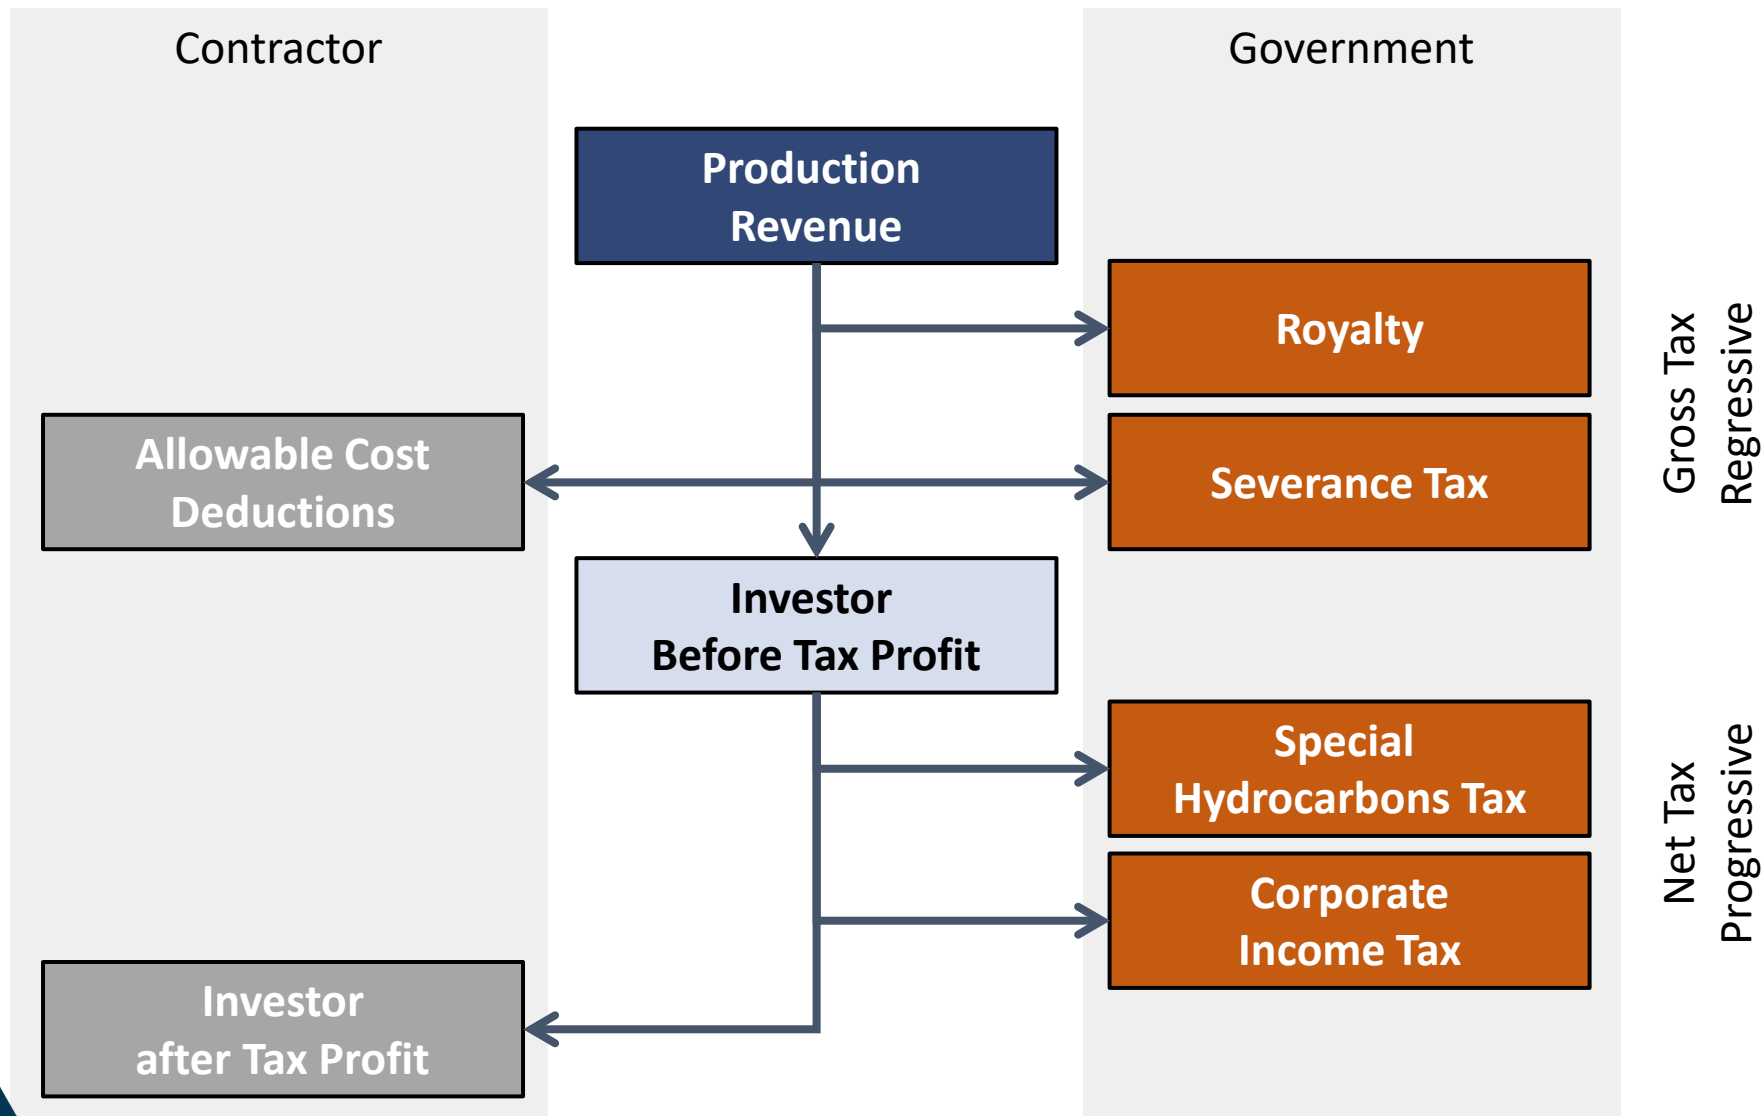 Contractor
Government
Production
Revenue
Royalty
Gross Tax
Regressive
Allowable Cost
Deductions
Severance Tax
Investor
Before Tax Profit
Special
Hydrocarbons Tax
Net Tax
Progressive
Corporate
Income Tax
Investor
after Tax Profit